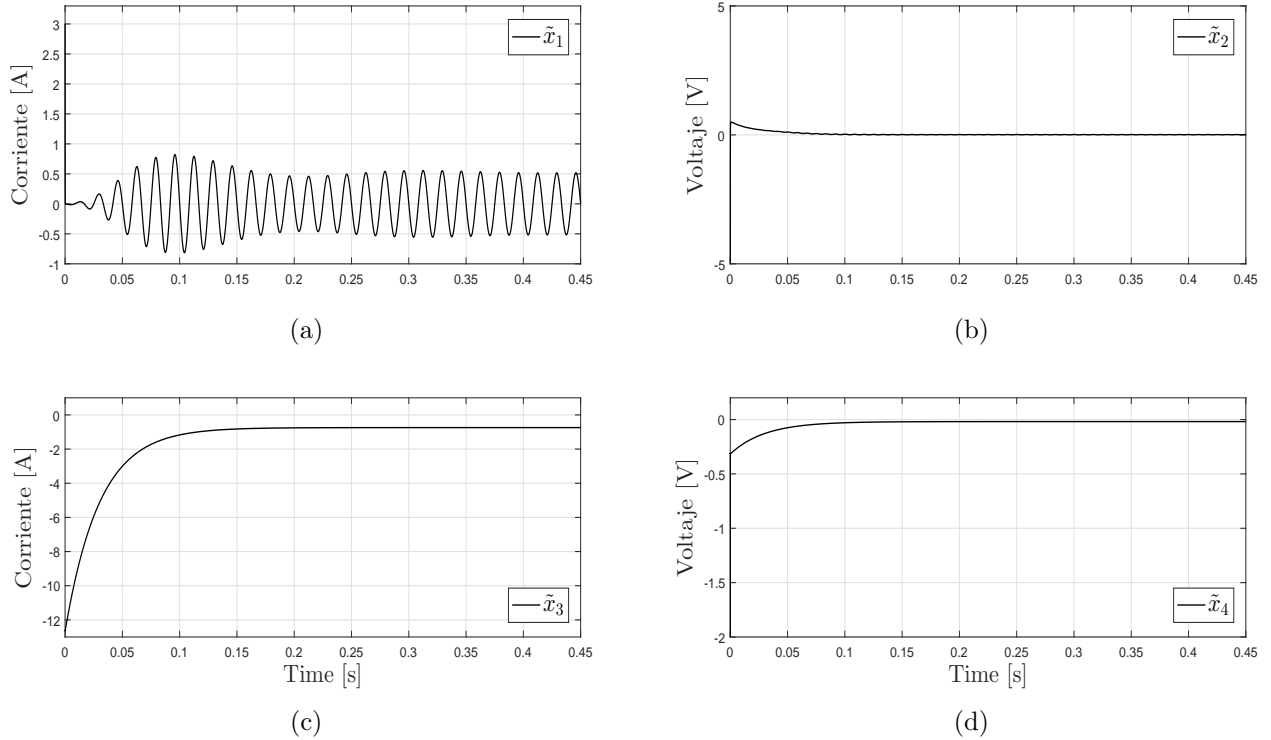 3
2.5
2
1.5
1
0.5
0
-0.5
-1
Corriente [A]
x̃1
0 0.05 0.1 0.15 0.2 0.25 0.3 0.35 0.4 0.45
(a)
5
0
-5
Voltaje [V]
x̃2
0 0.05 0.1 0.15 0.2 0.25 0.3 0.35 0.4 0.45
(b)
0
-2
-4
-6
-8
-10
-12
Corriente [A]
x̃3
0 0.05 0.1 0.15 0.2 0.25 0.3 0.35 0.4 0.45
Time [s]
(c)
0
-0.5
-1
-1.5
-2
Voltaje [V]
x̃4
0 0.05 0.1 0.15 0.2 0.25 0.3 0.35 0.4 0.45
Time [s]
(d)